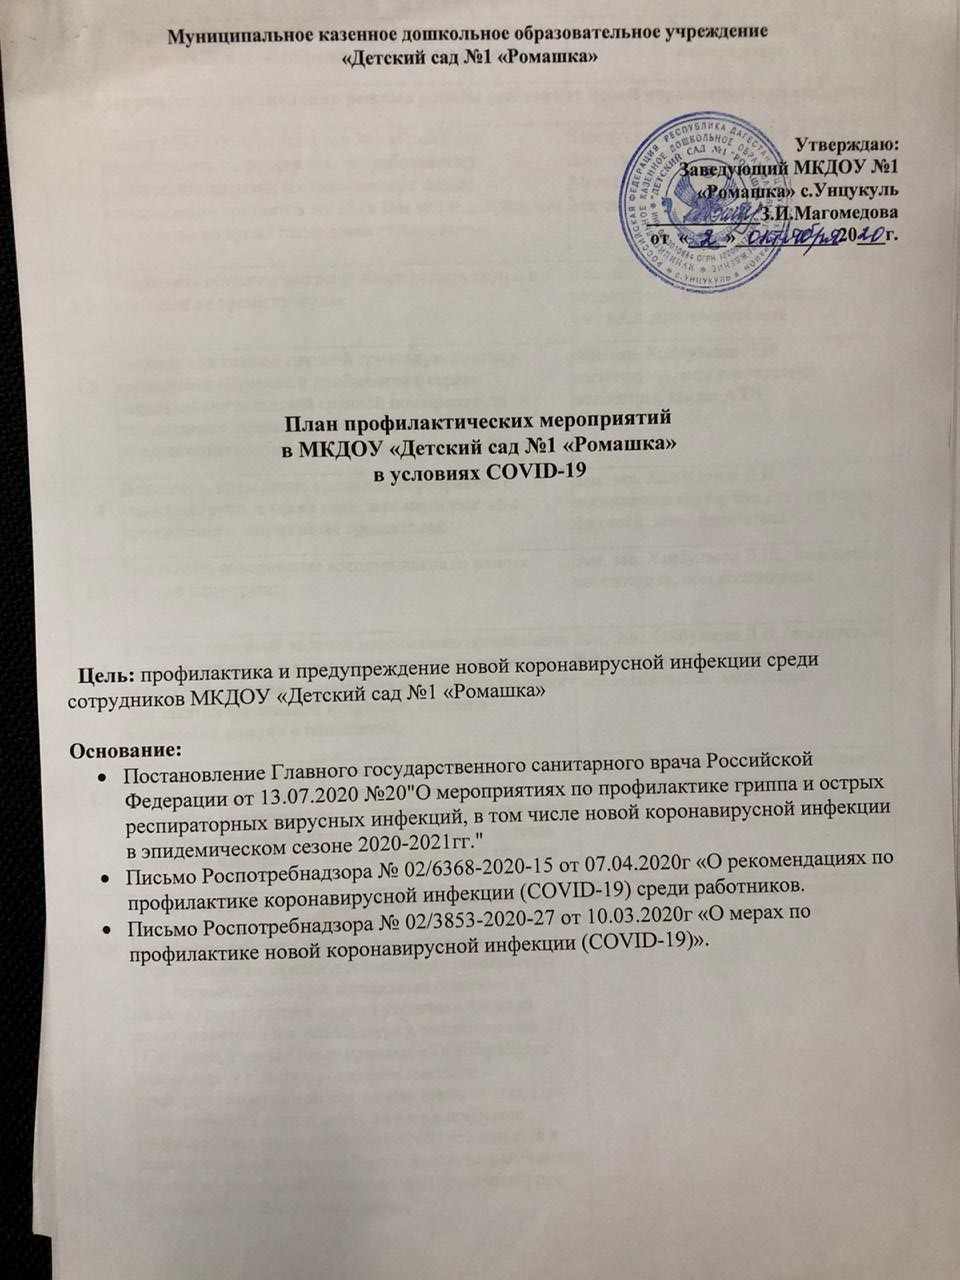 Муниципальное казенное дошкольное образовательное учреждение
«Детский сад №1 «Ромашка»
Утверждаю:
Заведующий МКДОУ №1
«Ромашка» с.Унцукуль
З.И.Магомедова
от «2» октября 2020г.
План профилактических мероприятий
в МКДОУ «Детский сад №1 «Ромашка»
в условиях COVID-19
Цель: профилактика и предупреждение новой коронавирусной инфекции среди
сотрудников МКДОУ «Детский сад №1 «Ромашка»
Основание:
• Постановление Главного государственного санитарного врача Российской
Федерации от 13.07.2020 №20"О мероприятиях по профилактике гриппа и острых
респираторных вирусных инфекций, в том числе новой коронавирусной инфекции
в эпидемическом сезоне 2020-2021гг."
• Письмо Роспотребнадзора № 02/6368-2020-15 от 07.04.2020г «О рекомендациях по
профилактике коронавирусной инфекции (COVID-19) среди работников.
• Письмо Роспотребнадзора № 02/3853-2020-27 от 10.03.2020г «О мерах по
профилактике новой коронавирусной инфекции (COVID-19)».